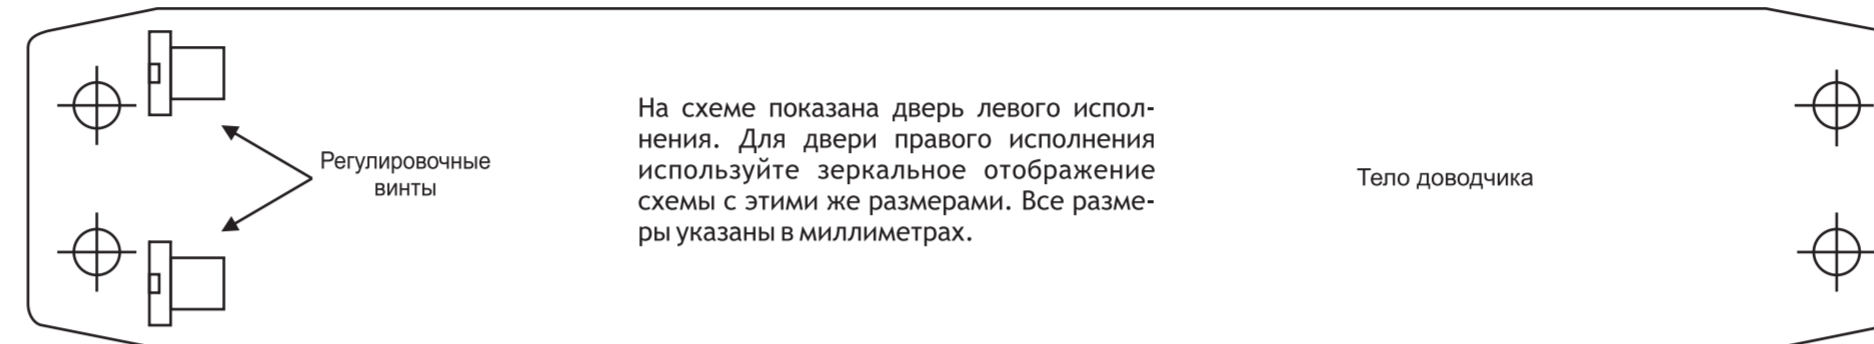 На схеме показана дверь левого испол-
нения. Для двери правого исполнения
используйте зеркальное отображение
схемы с этими же размерами. Все разме-
ры указаны в миллиметрах.
Регулировочные
винты
Тело доводчика